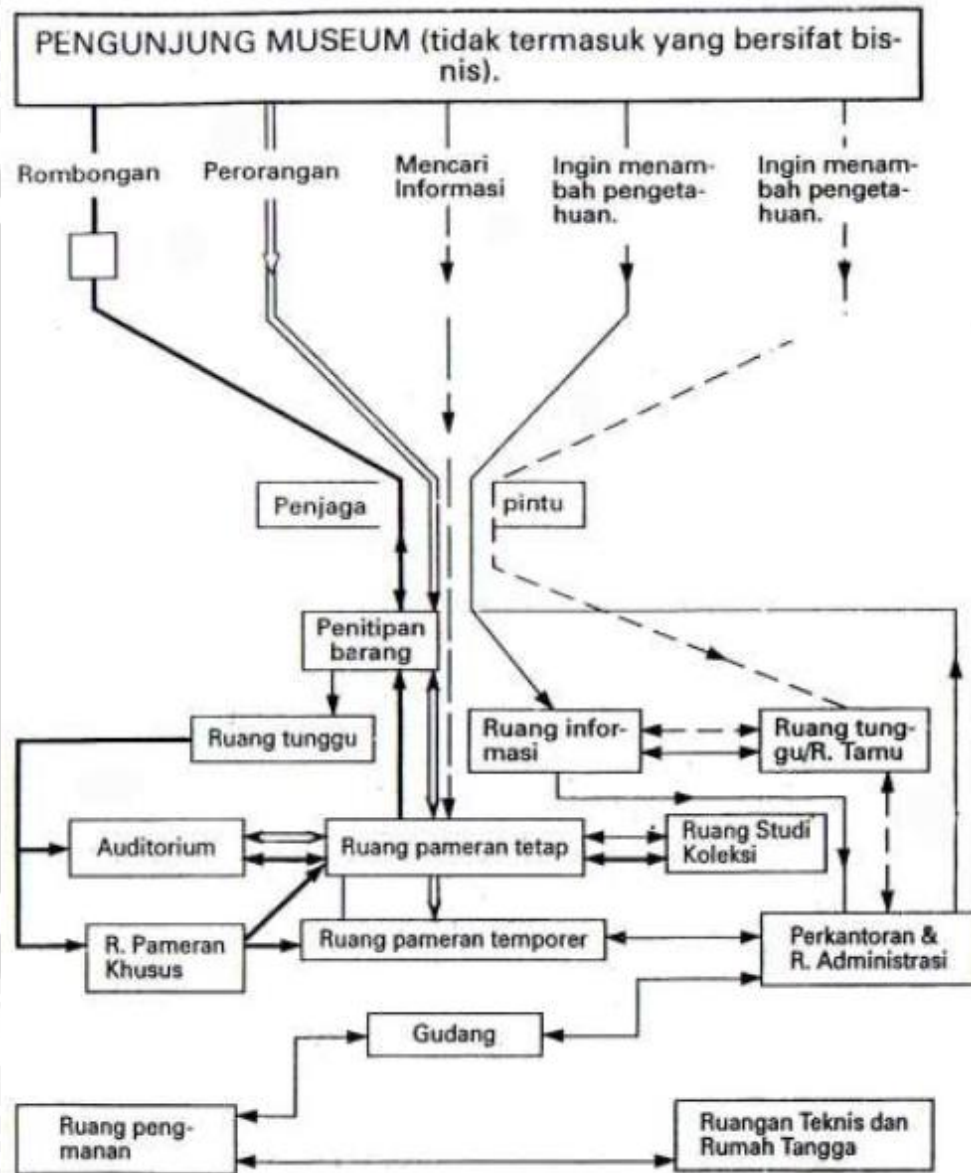 PENGUNJUNG MUSEUM (tidak termasuk yang bersifat bis-
nis).
Rombongan
Perorangan
Mencari
Informasi
Ingin menam-
bah pengeta-
huan.
Ingin menam-
bah pengeta-
huan.
Penjaga
pintu
Penitipan
barang
Ruang tunggu
Ruang infor-
masi
Ruang tung-
gu/R. Tamu
Auditorium
Ruang pameran tetap
Ruang Studi
Koleksi
R. Pameran
Khusus
Ruang pameran temporer
Perkantoran &
R. Administrasi
Gudang
Ruang peng-
manan
Ruangan Teknis dan
Rumah Tangga